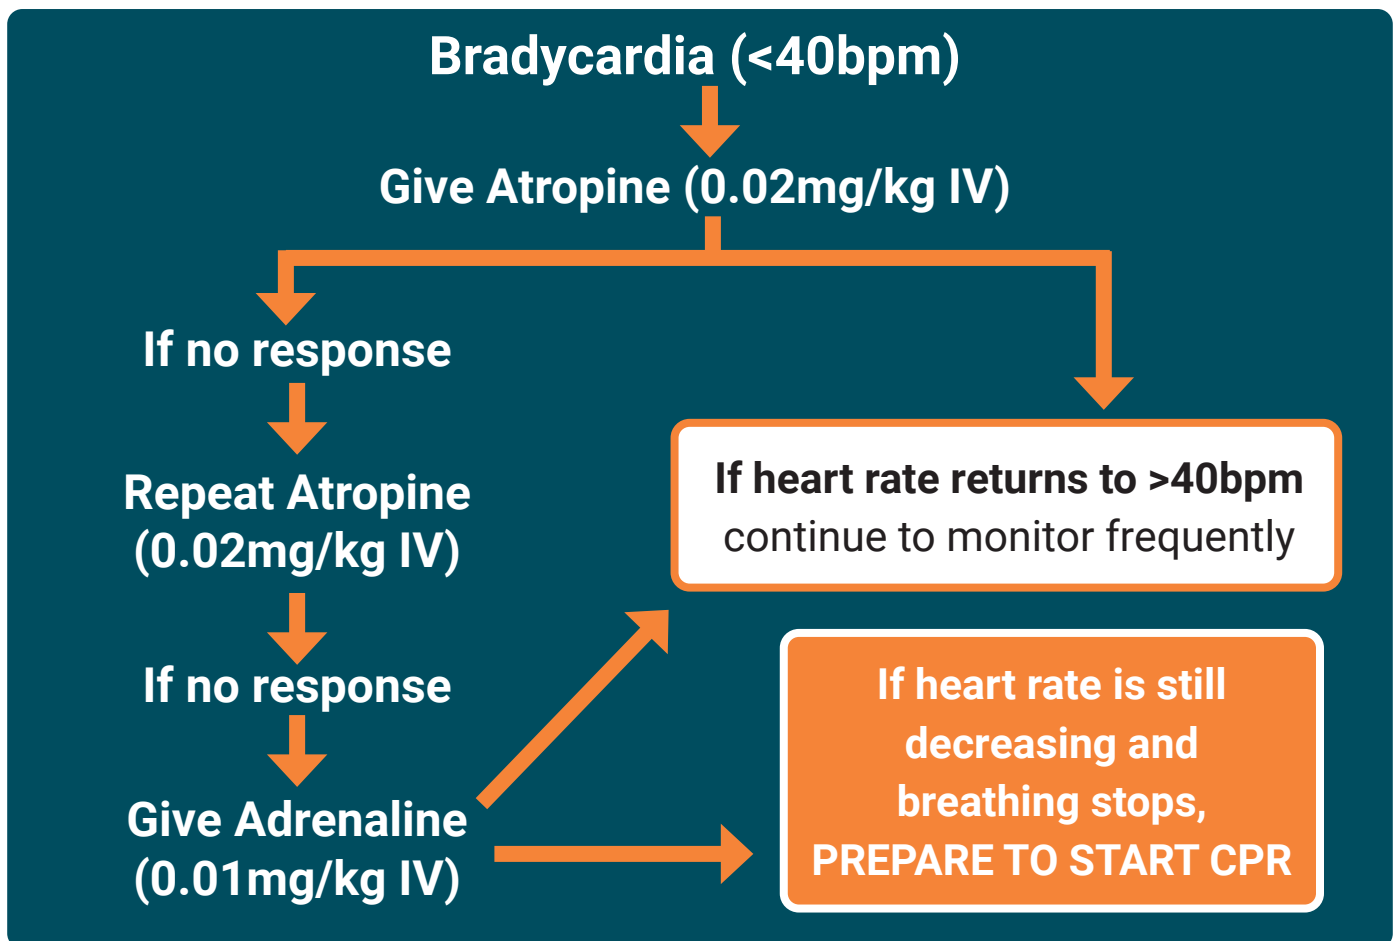 Bradycardia (<40bpm)
Give Atropine (0.02mg/kg IV)
If no response
Repeat Atropine
(0.02mg/kg IV)
If no response
Give Adrenaline
(0.01mg/kg IV)
If heart rate returns to >40bpm
continue to monitor frequently
If heart rate is still
decreasing and
breathing stops,
PREPARE TO START CPR